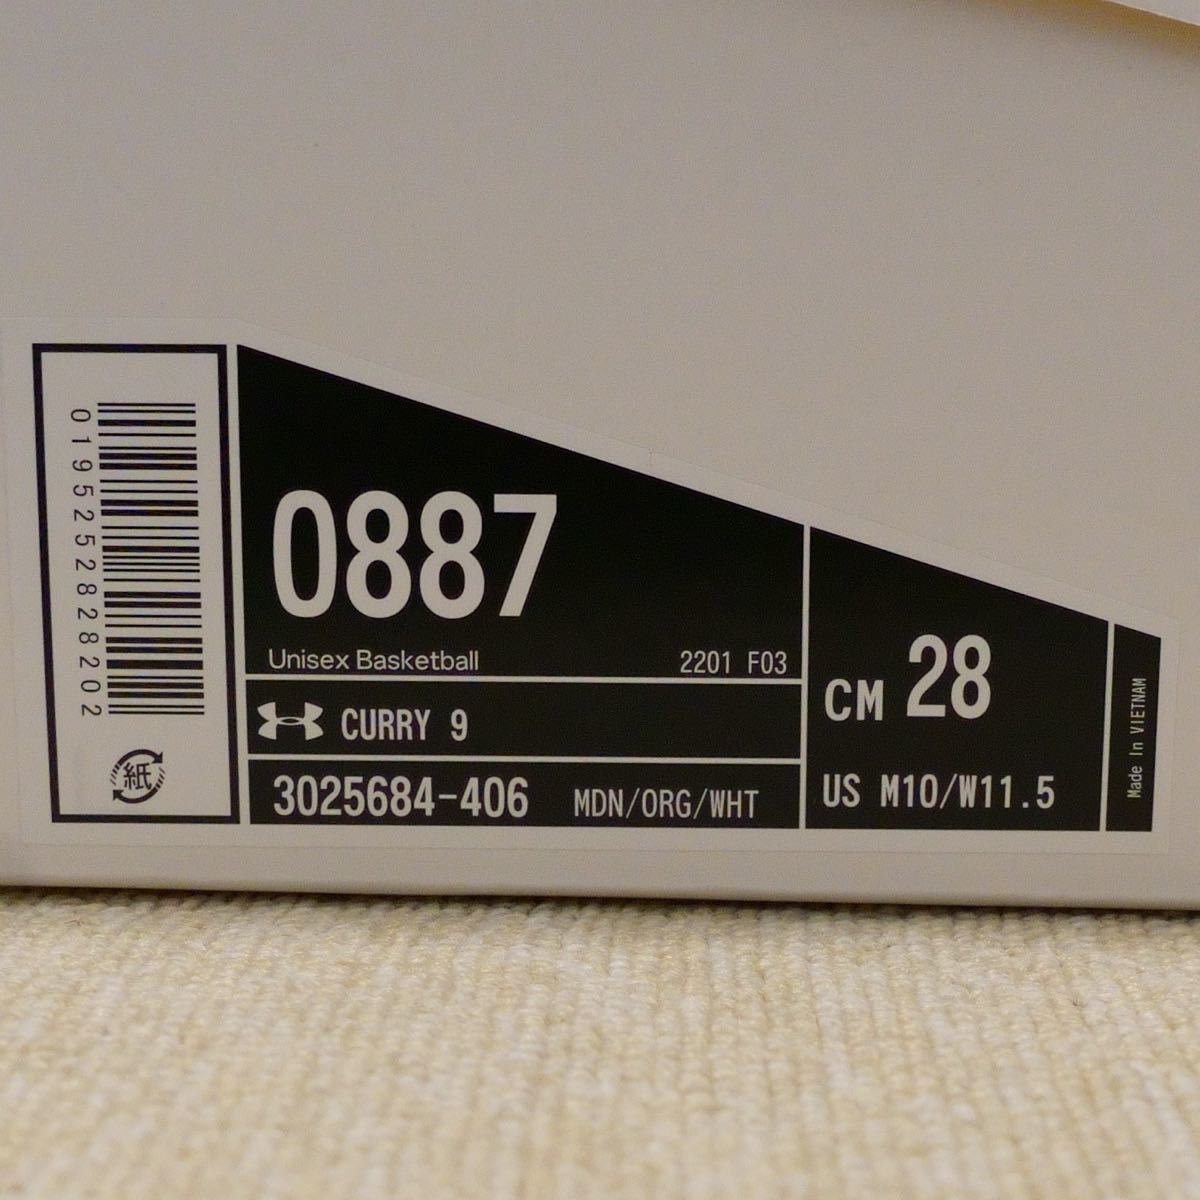 0195252828202
紙
0887
Unisex Basketball 2201 F03
CURRY 9
3025684-406 MDN/ORG/WHT
CM 28
US M10/W11.5
Made In VIETNAM